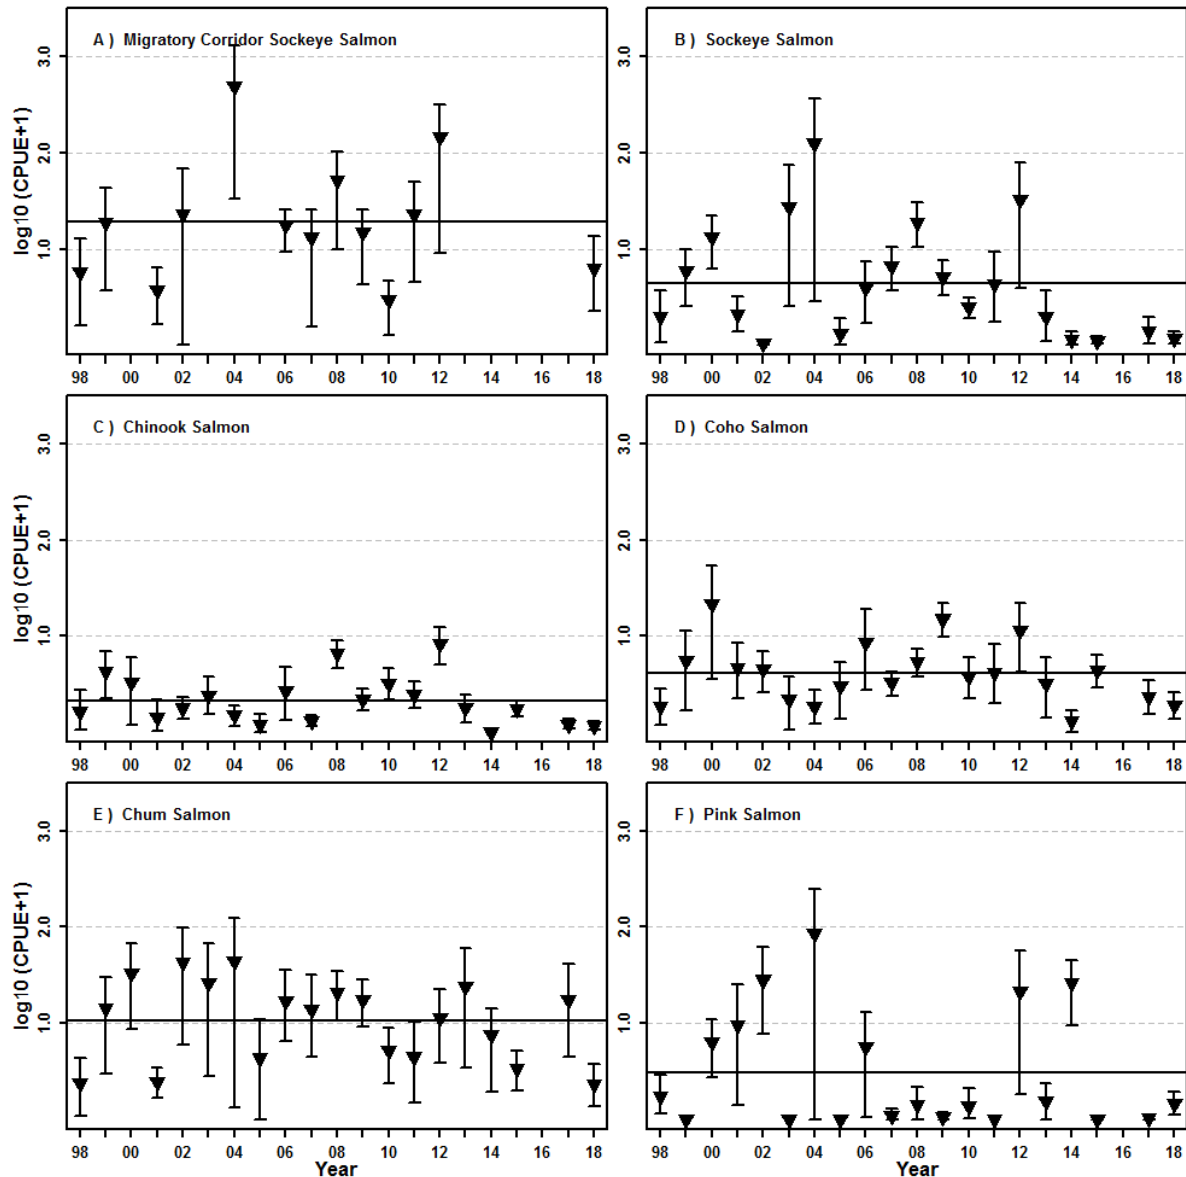 A ) Migratory Corridor Sockeye Salmon
log10 (CPUE+1)
3.0
2.0
1.0
98 00 02 04 06 08 10 12 14 16 18
B ) Sockeye Salmon
3.0
2.0
1.0
98 00 02 04 06 08 10 12 14 16 18
C ) Chinook Salmon
log10 (CPUE+1)
3.0
2.0
1.0
98 00 02 04 06 08 10 12 14 16 18
D ) Coho Salmon
3.0
2.0
1.0
98 00 02 04 06 08 10 12 14 16 18
E ) Chum Salmon
log10 (CPUE+1)
3.0
2.0
1.0
98 00 02 04 06 08 10 12 14 16 18
Year
F ) Pink Salmon
3.0
2.0
1.0
98 00 02 04 06 08 10 12 14 16 18
Year